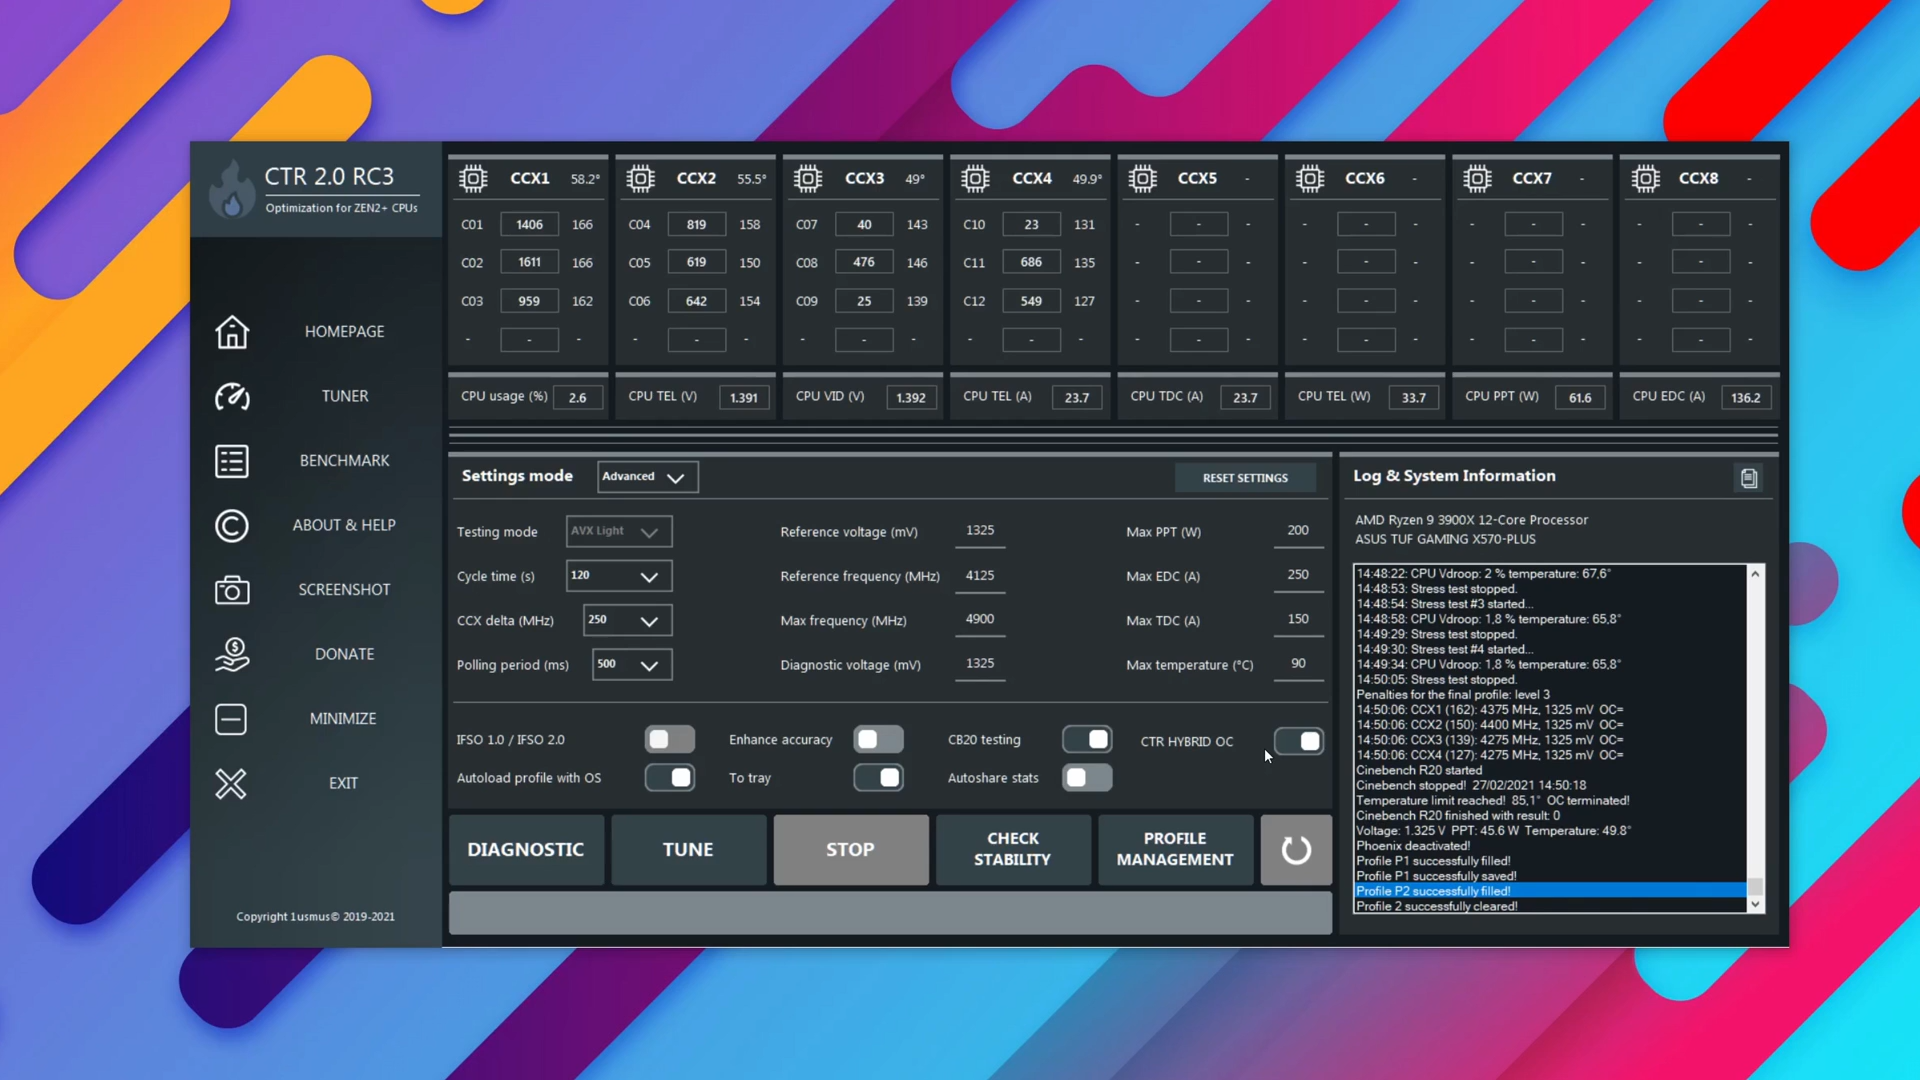 CTR 2.0 RC3
Optimization for ZEN2+ CPUs
HOMEPAGE
TUNER
BENCHMARK
ABOUT & HELP
SCREENSHOT
DONATE
MINIMIZE
EXIT
Copyright 1usmus© 2019-2021
CCX1 58.2°
C01 1406 166
C02 1611 166
C03 959 162
- - -
CCX2 55.5°
C04 819 158
C05 619 150
C06 642 154
- - -
CCX3 49°
C07 40 143
C08 476 146
C09 25 139
- - -
CCX4 49.9°
C10 23 131
C11 686 135
C12 549 127
- - -
CCX5 -
- - -
- - -
- - -
- - -
CCX6 -
- - -
- - -
- - -
- - -
CCX7 -
- - -
- - -
- - -
- - -
CCX8 -
- - -
- - -
- - -
- - -
CPU usage (%) 2.6
CPU TEL (V) 1.391
CPU VID (V) 1.392
CPU TEL (A) 23.7
CPU TDC (A) 23.7
CPU TEL (W) 33.7
CPU PPT (W) 61.6
CPU EDC (A) 136.2
Settings mode Advanced RESET SETTINGS
Testing mode AVX Light
Cycle time (s) 120
CCX delta (MHz) 250
Polling period (ms) 500
Reference voltage (mV) 1325
Reference frequency (MHz) 4125
Max frequency (MHz) 4900
Diagnostic voltage (mV) 1325
Max PPT (W) 200
Max EDC (A) 250
Max TDC (A) 150
Max temperature (°C) 90
IFSO 1.0 / IFSO 2.0 Enhance accuracy CB20 testing CTR HYBRID OC
Autoload profile with OS To tray Autoshare stats
DIAGNOSTIC
TUNE
STOP
CHECK
STABILITY
PROFILE
MANAGEMENT
Log & System Information
AMD Ryzen 9 3900X 12-Core Processor
ASUS TUF GAMING X570-PLUS
14:48:22: CPU Vdroop: 2 % temperature: 67,6°
14:48:53: Stress test stopped.
14:48:54: Stress test #3 started...
14:48:58: CPU Vdroop: 1,8 % temperature: 65,8°
14:49:29: Stress test stopped.
14:49:30: Stress test #4 started...
14:49:34: CPU Vdroop: 1,8 % temperature: 65,8°
14:50:05: Stress test stopped.
Penalties for the final profile: level 3
14:50:06: CCX1 (162): 4375 MHz, 1325 mV OC=
14:50:06: CCX2 (150): 4400 MHz, 1325 mV OC=
14:50:06: CCX3 (139): 4275 MHz, 1325 mV OC=
14:50:06: CCX4 (127): 4275 MHz, 1325 mV OC=
Cinebench R20 started
Cinebench stopped! 27/02/2021 14:50:18
Temperature limit reached! 85,1° OC terminated!
Cinebench R20 finished with result: 0
Voltage: 1.325 V PPT: 45.6 W Temperature: 49.8°
Phoenix deactivated!
Profile P1 successfully filled!
Profile P1 successfully saved!
Profile P2 successfully filled!
Profile 2 successfully cleared!